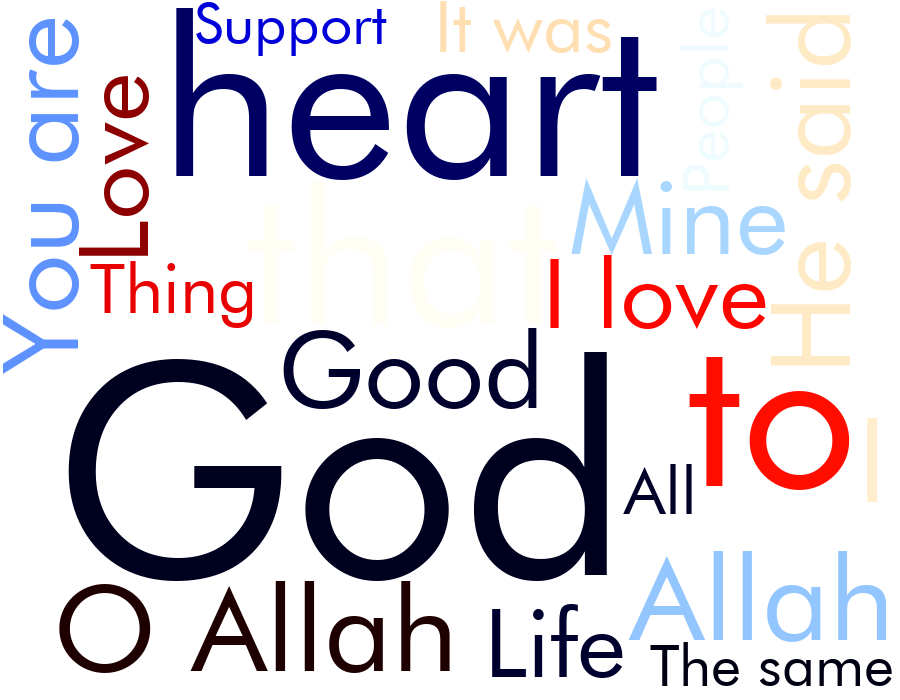 Support
It was
People
He said
You are
Love
heart
Mine
that
Thing
I love
Good
God
to
I
All
Allah
O Allah
Life
The same